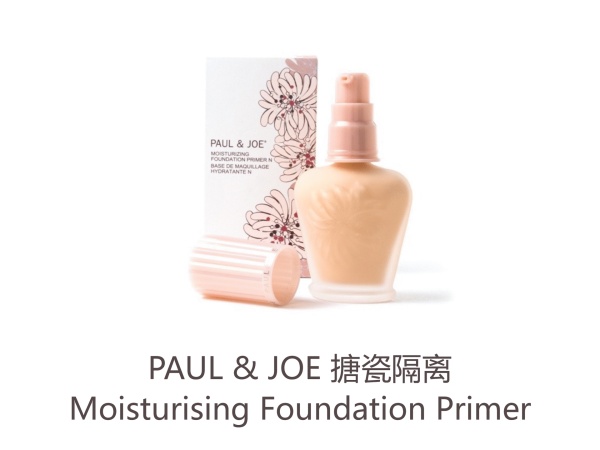 PAUL & JOE®
MOISTURIZING
FOUNDATION PRIMER N
BASE DE MAQUILLAGE
HYDRATANTE N
PAUL & JOE 搪瓷隔离
Moisturising Foundation Primer